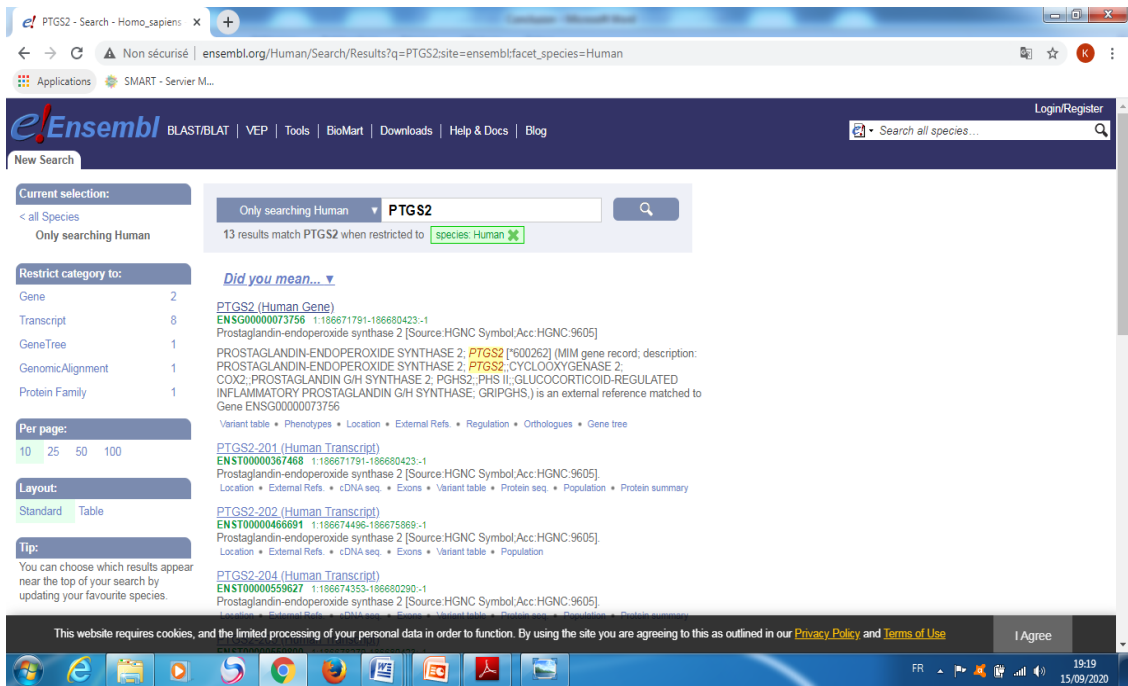 PTGS2 - Search - Homo_sapiens
Non sécurisé | ensembl.org/Human/Search/Results?q=PTGS2;site=ensembl;facet_species=Human
K
Applications SMART - Servier M...
Login/Register
e!Ensembl BLAST/BLAT | VEP | Tools | BioMart | Downloads | Help & Docs | Blog
Search all species...
New Search
Current selection:
< all Species
Only searching Human
Restrict category to:
Gene 2
Transcript 8
GeneTree 1
GenomicAlignment 1
Protein Family 1
Per page:
10 25 50 100
Layout:
Standard Table
Tip:
You can choose which results appear
near the top of your search by
updating your favourite species.
Only searching Human ▼ PTGS2
13 results match PTGS2 when restricted to species: Human
Did you mean... ▼
PTGS2 (Human Gene)
ENSG00000073756 1:186671791-186680423:-1
Prostaglandin-endoperoxide synthase 2 [Source:HGNC Symbol;Acc:HGNC:9605]
PROSTAGLANDIN-ENDOPEROXIDE SYNTHASE 2; PTGS2 [*600262] (MIM gene record; description:
PROSTAGLANDIN-ENDOPEROXIDE SYNTHASE 2; PTGS2;;CYCLOOXYGENASE 2;
COX2;;PROSTAGLANDIN G/H SYNTHASE 2; PGHS2;;PHS II;;GLUCOCORTICOID-REGULATED
INFLAMMATORY PROSTAGLANDIN G/H SYNTHASE; GRIPGHS,) is an external reference matched to
Gene ENSG00000073756
Variant table • Phenotypes • Location • External Refs. • Regulation • Orthologues • Gene tree
PTGS2-201 (Human Transcript)
ENST00000367468 1:186671791-186680423:-1
Prostaglandin-endoperoxide synthase 2 [Source:HGNC Symbol;Acc:HGNC:9605].
Location • External Refs. • cDNA seq. • Exons • Variant table • Protein seq. • Population • Protein summary
PTGS2-202 (Human Transcript)
ENST00000466691 1:186674496-186675869:-1
Prostaglandin-endoperoxide synthase 2 [Source:HGNC Symbol;Acc:HGNC:9605].
Location • External Refs. • cDNA seq. • Exons • Variant table • Population
PTGS2-204 (Human Transcript)
ENST00000559627 1:186674353-186680290:-1
Prostaglandin-endoperoxide synthase 2 [Source:HGNC Symbol;Acc:HGNC:9605].
Location • External Refs. • cDNA seq. • Exons • Variant table • Protein seq. • Population • Protein summary
This website requires cookies, and the limited processing of your personal data in order to function. By using the site you are agreeing to this as outlined in our Privacy Policy and Terms of Use
I Agree
FR
19:19
15/09/2020